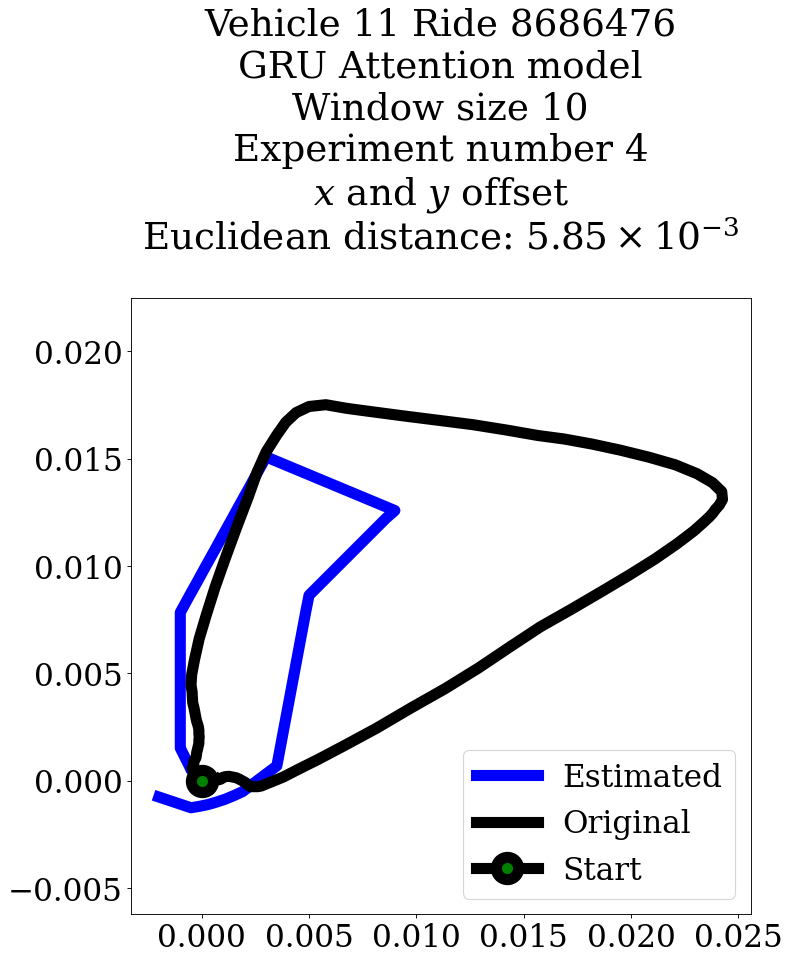 Vehicle 11 Ride 8686476
GRU Attention model
Window size 10
Experiment number 4
x and y offset
Euclidean distance: 5.85 × 10⁻³
0.020
0.015
0.010
0.005
0.000
−0.005
Estimated
Original
Start
0.000 0.005 0.010 0.015 0.020 0.025